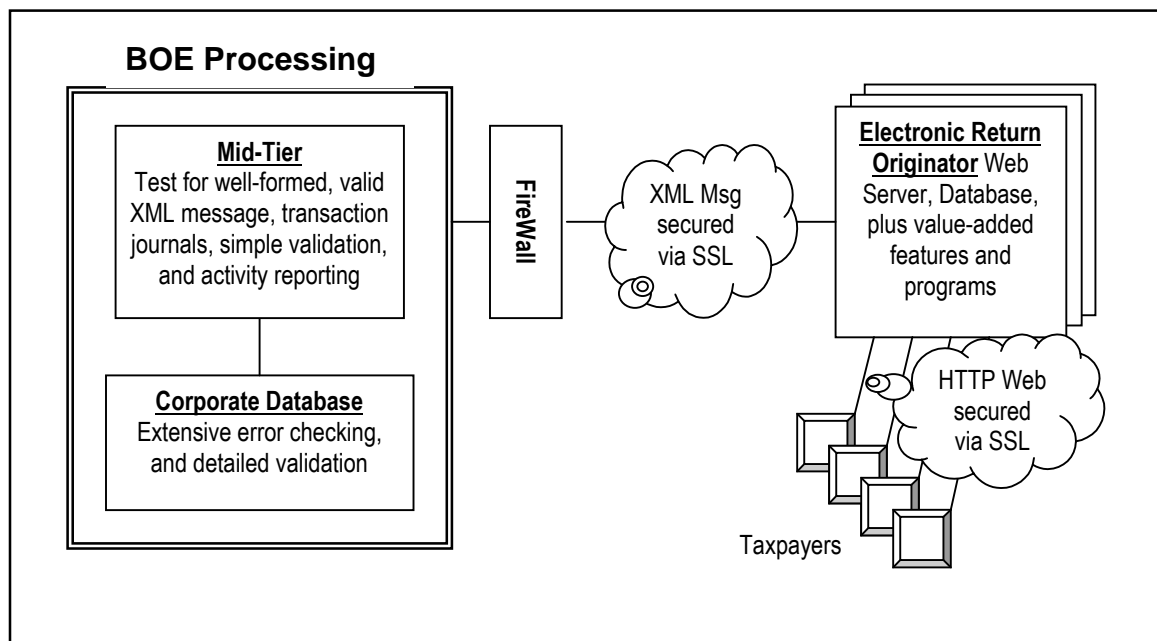 BOE Processing
Mid-Tier
Test for well-formed, valid
XML message, transaction
journals, simple validation,
and activity reporting
Corporate Database
Extensive error checking,
and detailed validation
FireWall
XML Msg
secured
via SSL
Electronic Return
Originator Web
Server, Database,
plus value-added
features and
programs
HTTP Web
secured
via SSL
Taxpayers